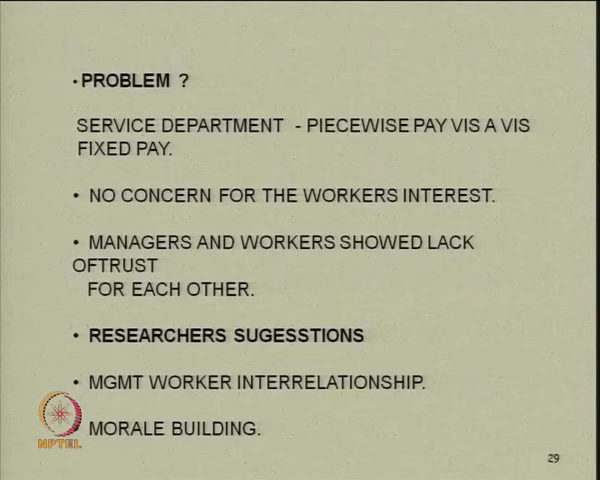 • PROBLEM ?
SERVICE DEPARTMENT - PIECEWISE PAY VIS A VIS
FIXED PAY.
• NO CONCERN FOR THE WORKERS INTEREST.
• MANAGERS AND WORKERS SHOWED LACK
OFTRUST
FOR EACH OTHER.
• RESEARCHERS SUGESSTIONS
• MGMT WORKER INTERRELATIONSHIP.
• MORALE BUILDING.
NPTEL
29